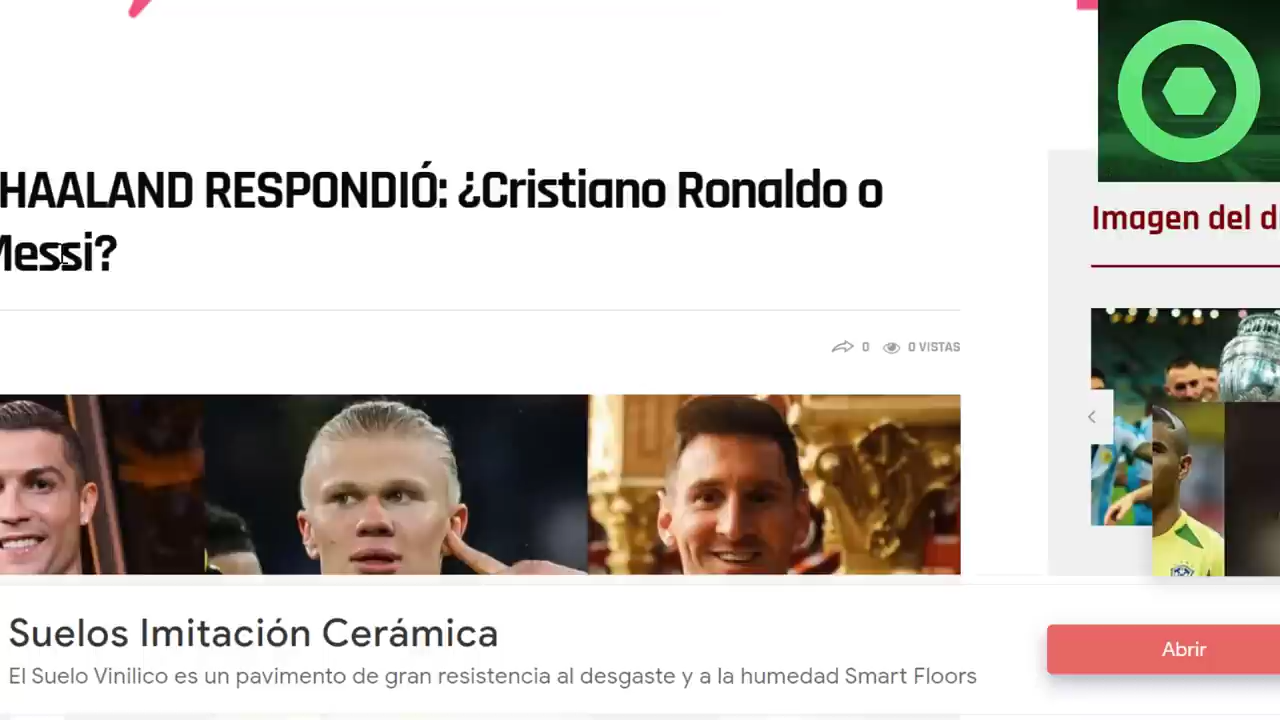 HAALAND RESPONDIÓ: ¿Cristiano Ronaldo o
Messi?
0 0 VISTAS
Imagen del d
Suelos Imitación Cerámica
El Suelo Vinilico es un pavimento de gran resistencia al desgaste y a la humedad Smart Floors
Abrir